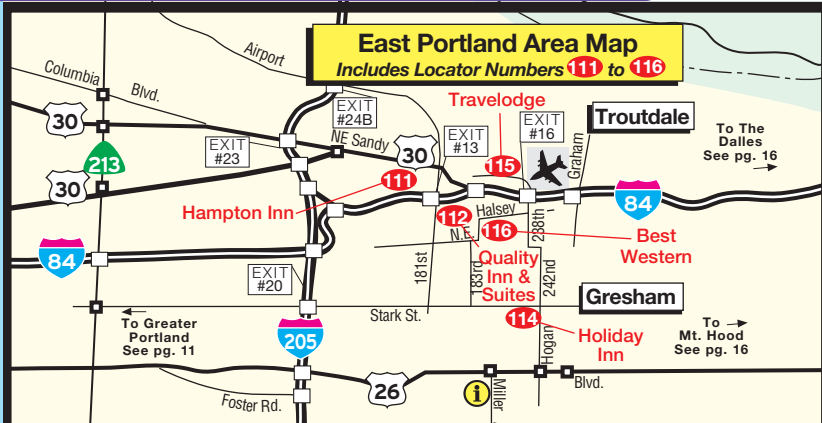 East Portland Area Map
Includes Locator Numbers 111 to 116
Airport
Columbia
Blvd.
Travelodge
EXIT
#24B
EXIT
#13
EXIT
#16
Troutdale
30
NE Sandy
30
Graham
To The
Dalles
See pg. 16
EXIT
#23
213
115
30
111
84
Hampton Inn
112
Halsey
N.E.
116
238th
Best
Western
84
181st
183rd
Quality
Inn &
Suites
242nd
EXIT
#20
Gresham
To Greater
Portland
See pg. 11
Stark St.
114
205
Holiday
Inn
To
Mt. Hood
See pg. 16
Hogan
26
i
Miller
Blvd.
Foster Rd.